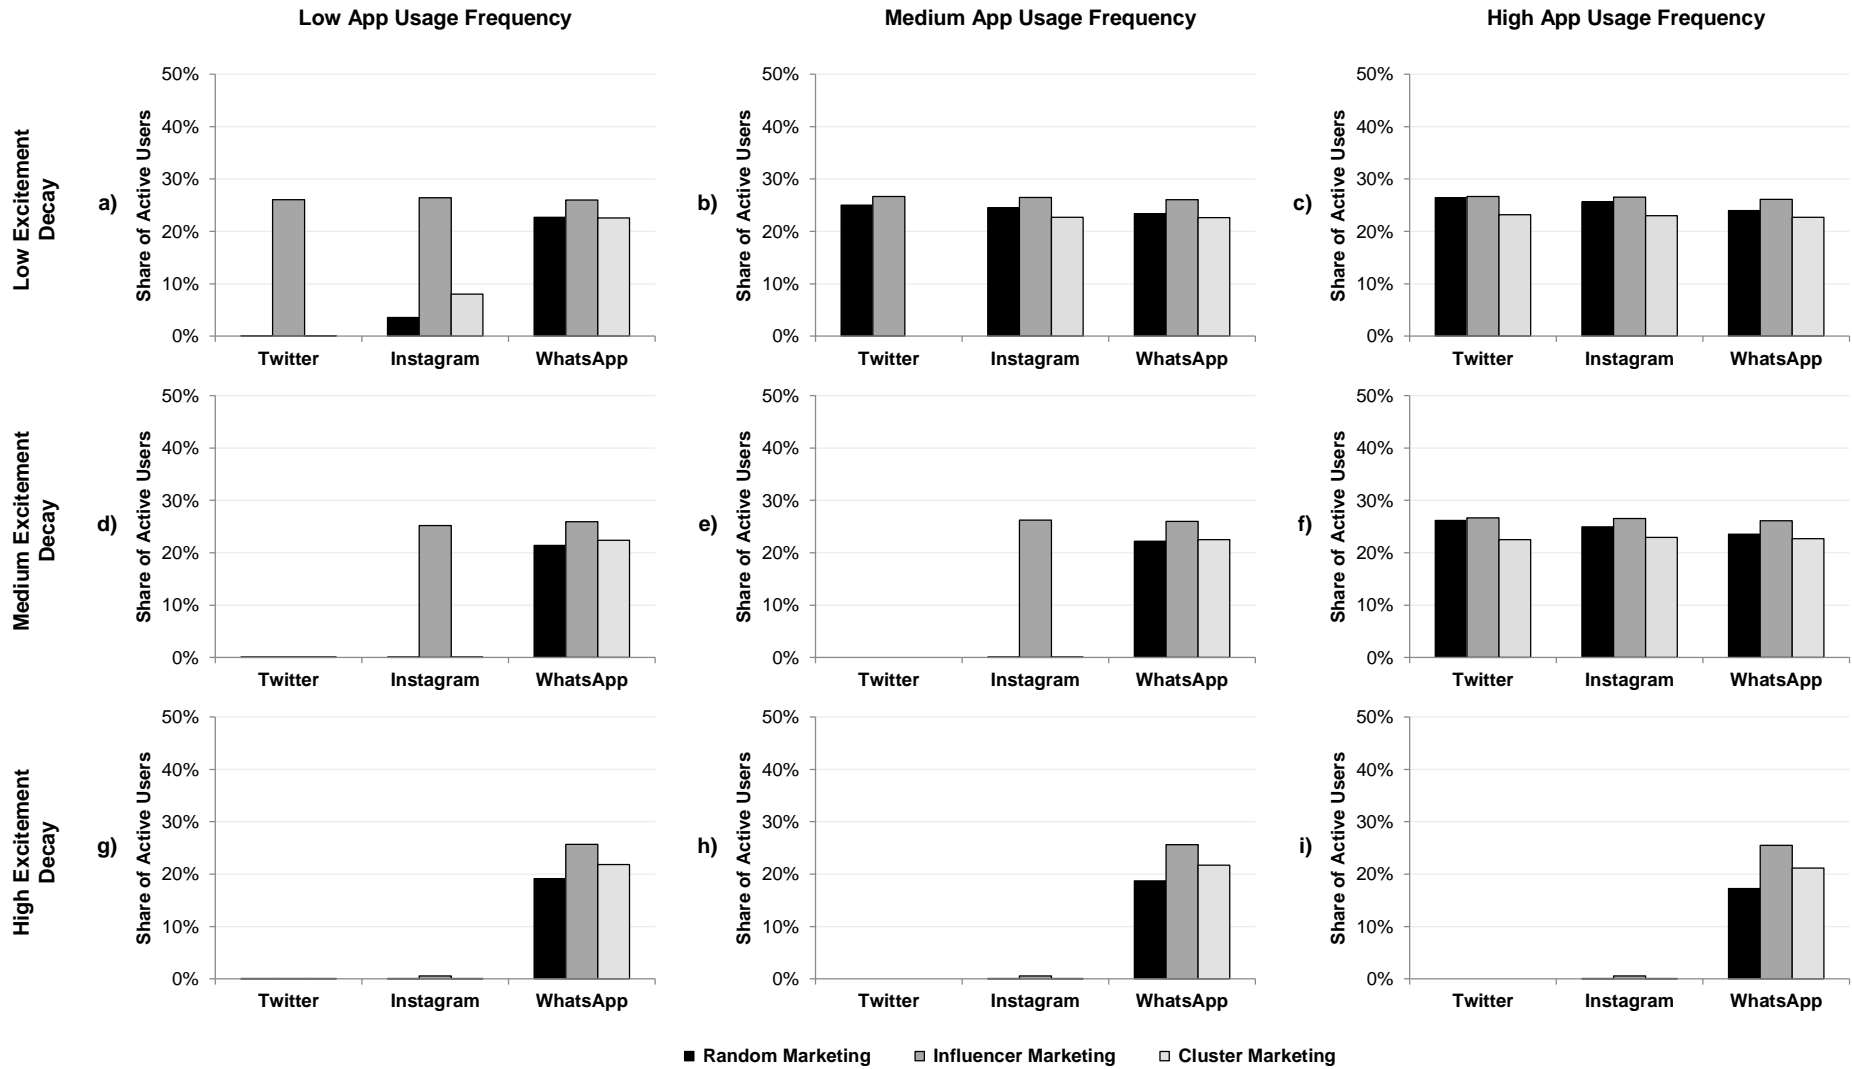 Low App Usage Frequency
Medium App Usage Frequency
High App Usage Frequency
Low Excitement
Decay
a)
Share of Active Users
50%
40%
30%
20%
10%
0%
Twitter
Instagram
WhatsApp
b)
Share of Active Users
50%
40%
30%
20%
10%
0%
Twitter
Instagram
WhatsApp
c)
Share of Active Users
50%
40%
30%
20%
10%
0%
Twitter
Instagram
WhatsApp
Medium Excitement
Decay
d)
Share of Active Users
50%
40%
30%
20%
10%
0%
Twitter
Instagram
WhatsApp
e)
Share of Active Users
50%
40%
30%
20%
10%
0%
Twitter
Instagram
WhatsApp
f)
Share of Active Users
50%
40%
30%
20%
10%
0%
Twitter
Instagram
WhatsApp
High Excitement
Decay
g)
Share of Active Users
50%
40%
30%
20%
10%
0%
Twitter
Instagram
WhatsApp
h)
Share of Active Users
50%
40%
30%
20%
10%
0%
Twitter
Instagram
WhatsApp
i)
Share of Active Users
50%
40%
30%
20%
10%
0%
Twitter
Instagram
WhatsApp
Random Marketing
Influencer Marketing
Cluster Marketing